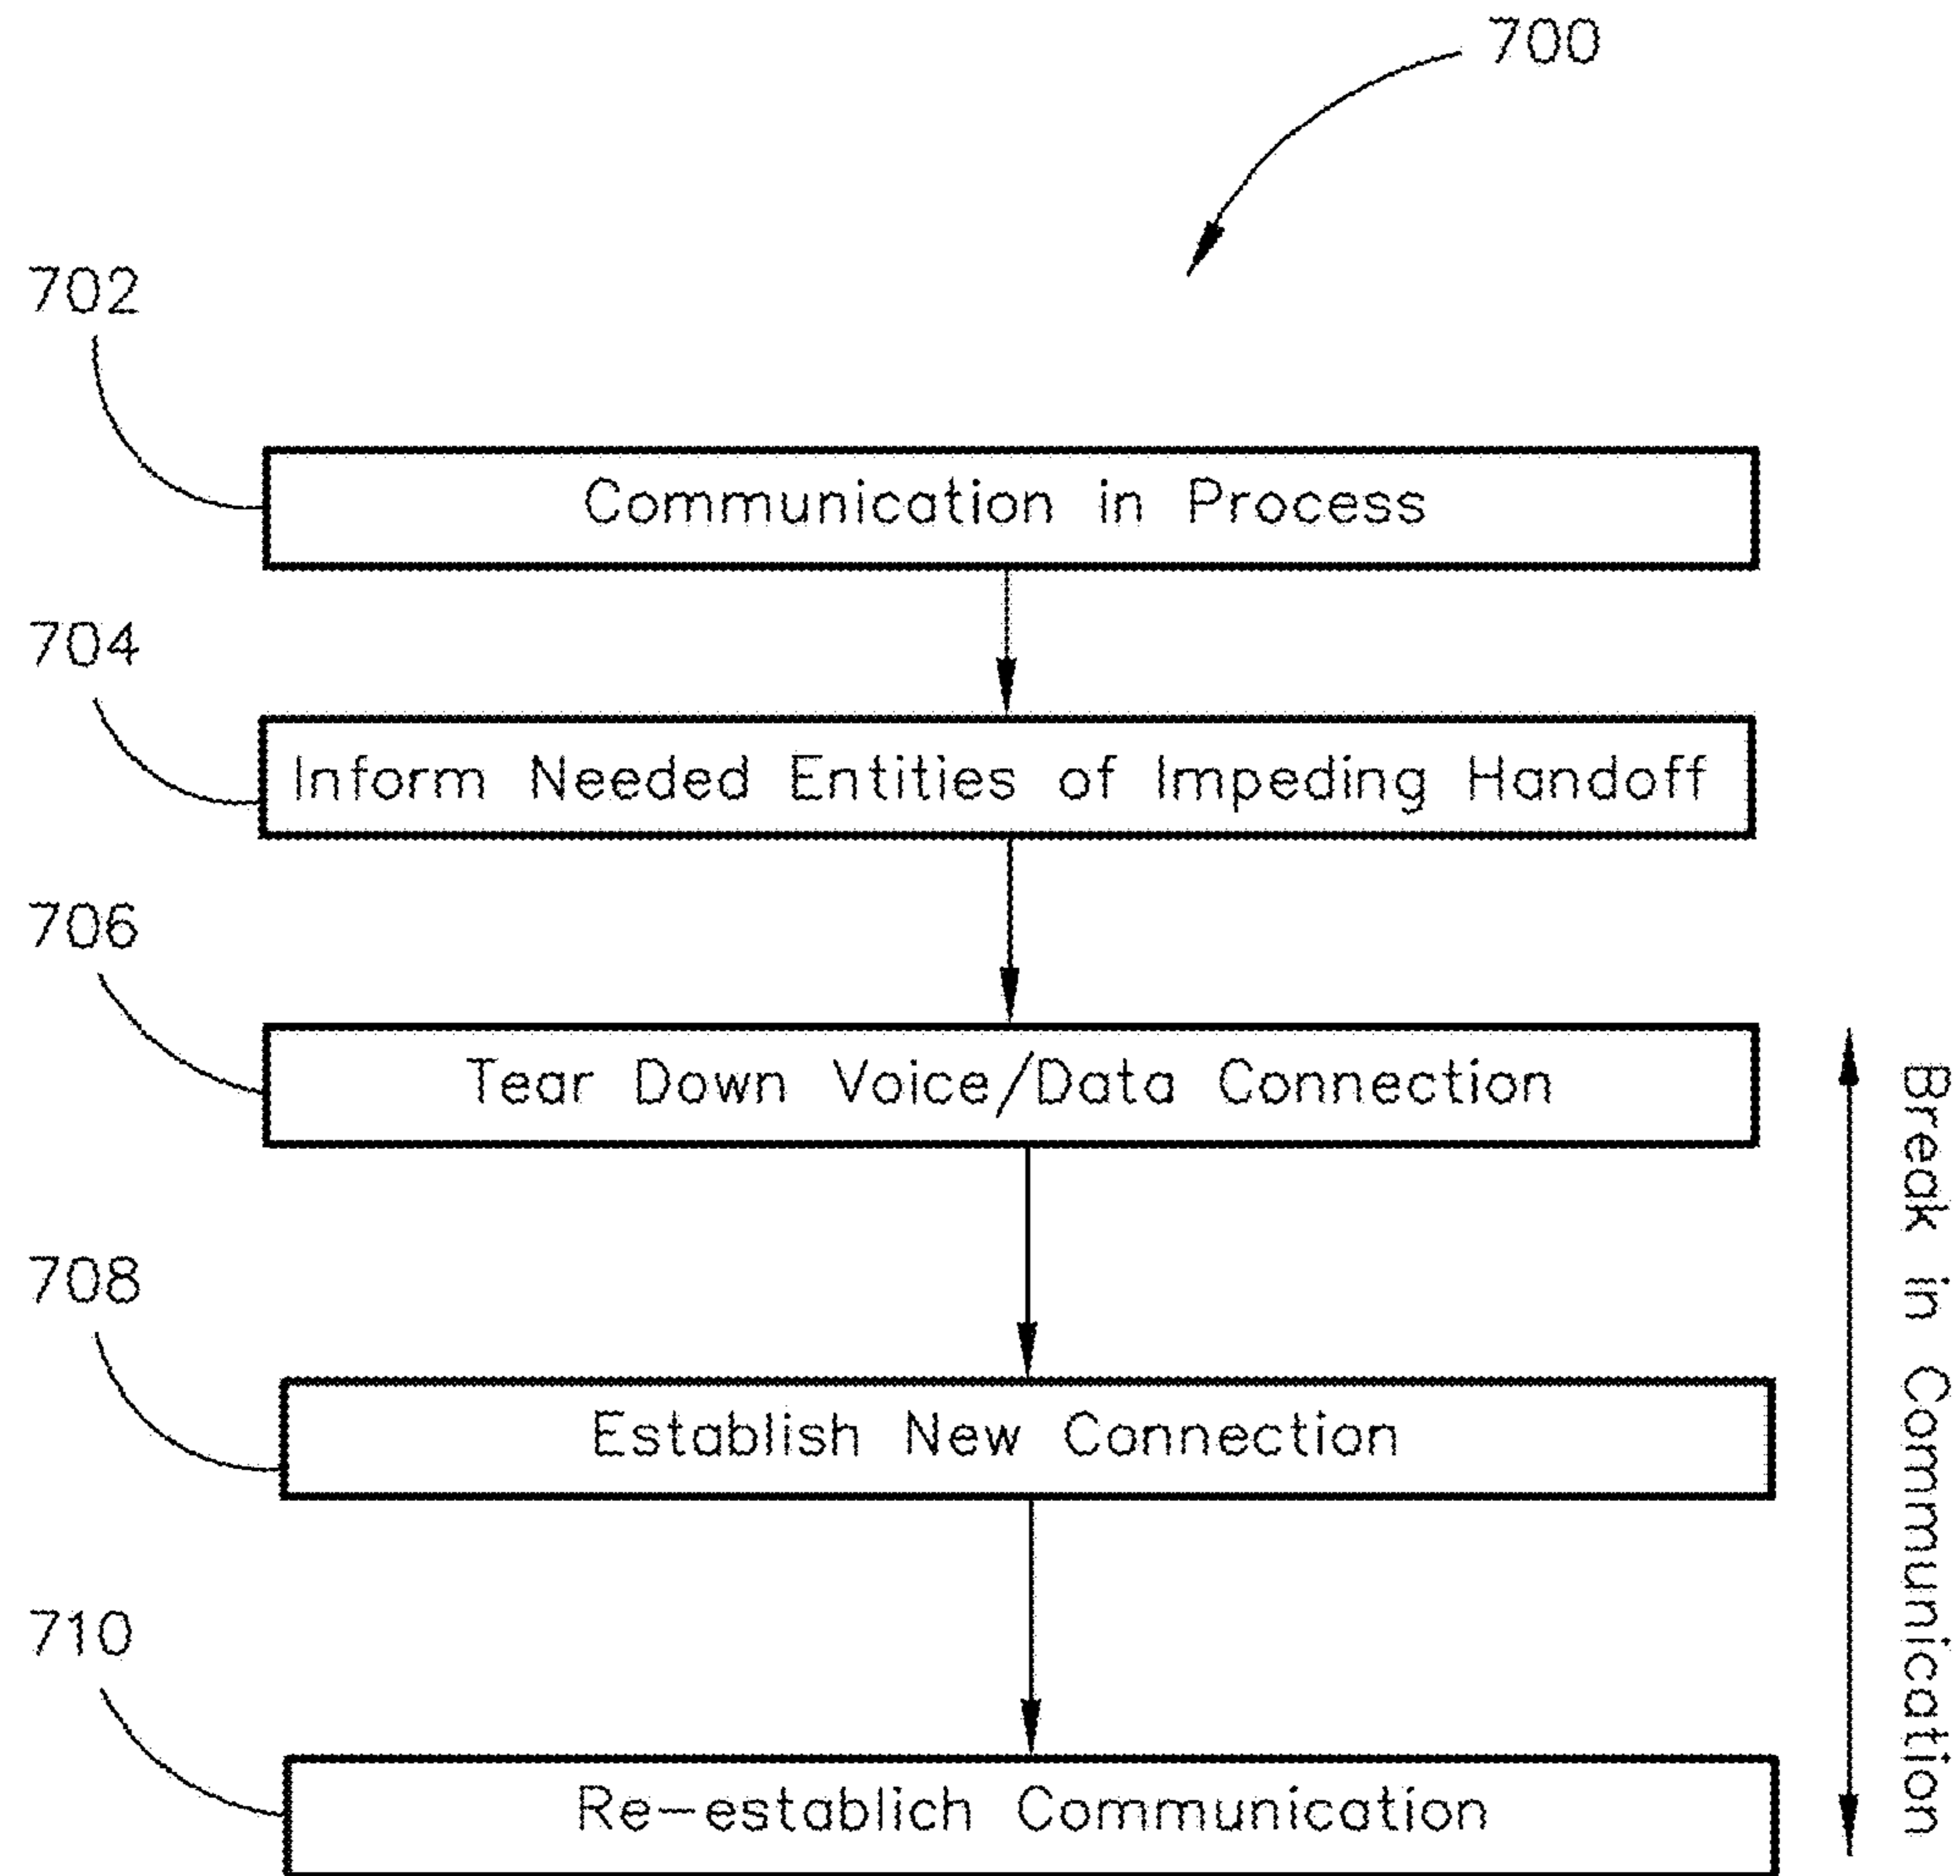 700
702
Communication in Process
704
Inform Needed Entities of Impeding Handoff
706
Tear Down Voice/Data Connection
708
Establish New Connection
710
Re-establich Communication
Break in Communication